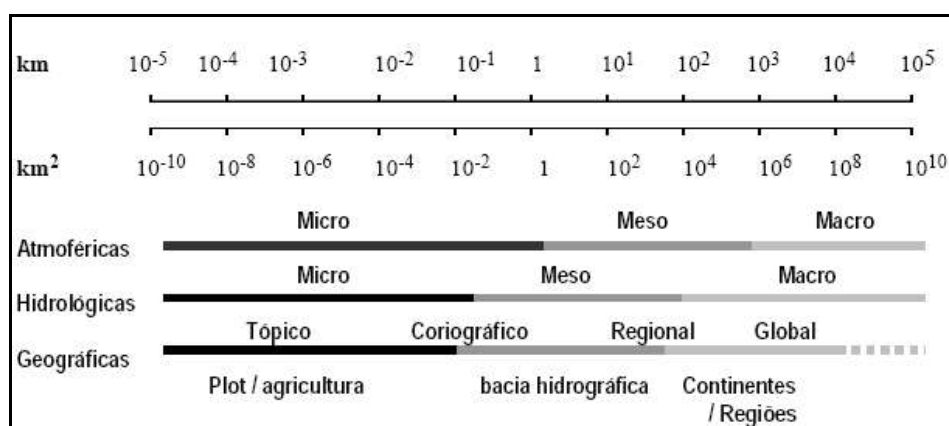 km 10-5 10-4 10-3 10-2 10-1 1 10¹ 10² 10³ 10⁴ 10⁵
km² 10-10 10-8 10-6 10-4 10-2 1 10² 10⁴ 10⁶ 10⁸ 10¹⁰
Micro Meso Macro
Atmoféricas
Micro Meso Macro
Hidrológicas
Tópico Coriográfico Regional Global
Geográficas
Plot / agricultura bacia hidrográfica Continentes
/ Regiões